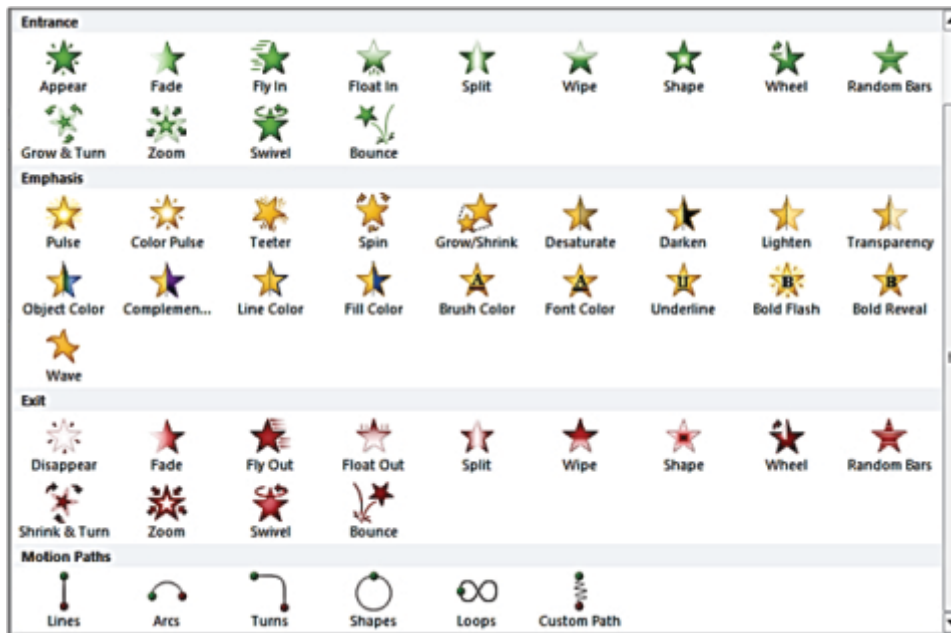 Entrance
Appear Fade Fly In Float In Split Wipe Shape Wheel Random Bars
Grow & Turn Zoom Swivel Bounce
Emphasis
Pulse Color Pulse Teeter Spin Grow/Shrink Desaturate Darken Lighten Transparency
Object Color Complemen... Line Color Fill Color Brush Color Font Color Underline Bold Flash Bold Reveal
Wave
Exit
Disappear Fade Fly Out Float Out Split Wipe Shape Wheel Random Bars
Shrink & Turn Zoom Swivel Bounce
Motion Paths
Lines Arcs Turns Shapes Loops Custom Path